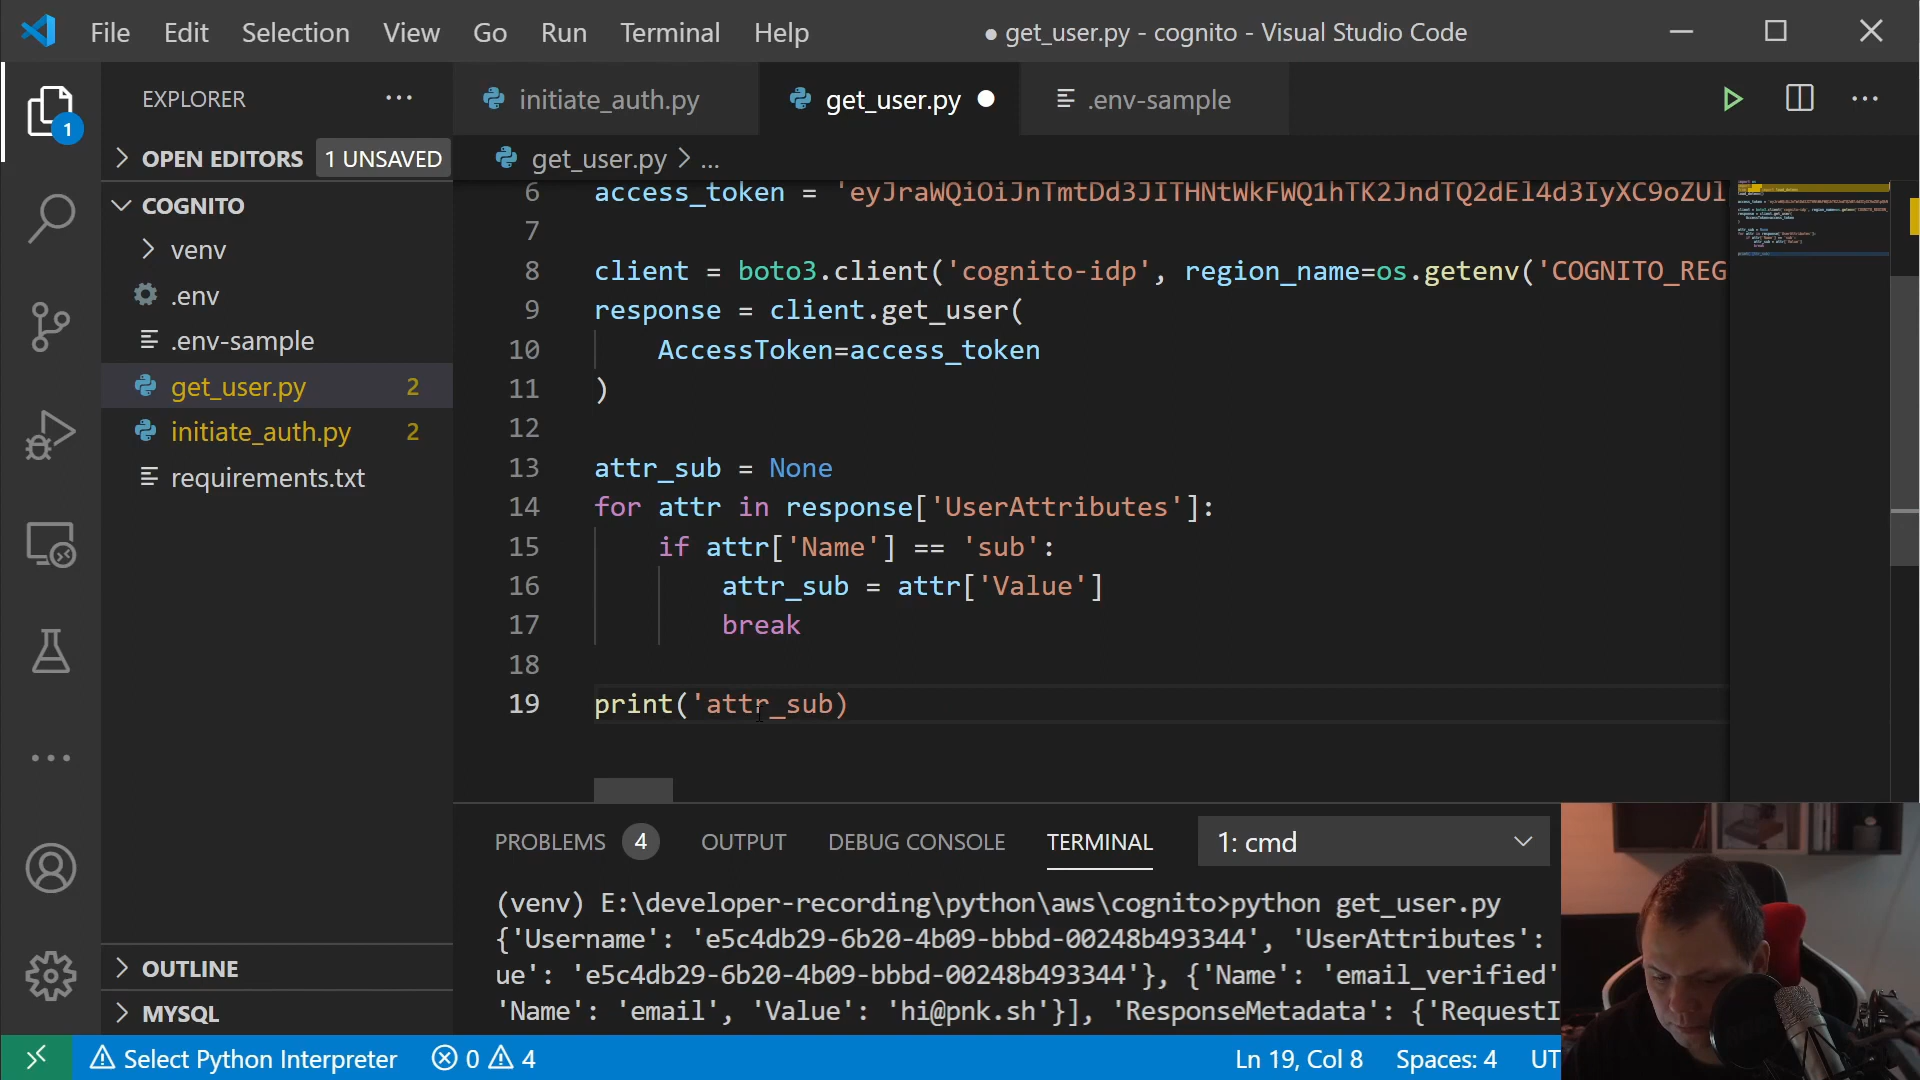 File Edit Selection View Go Run Terminal Help ● get_user.py - cognito - Visual Studio Code
EXPLORER
OPEN EDITORS 1 UNSAVED
COGNITO
venv
.env
.env-sample
get_user.py 2
initiate_auth.py 2
requirements.txt
OUTLINE
MYSQL
1
initiate_auth.py get_user.py ● .env-sample
get_user.py > ...
6 access_token = 'eyJraWQiOiJnTmtDd3JITHNtWkFWQ1hTK2JndTQ2dEl4d3IyXC9oZUl
7
8 client = boto3.client('cognito-idp', region_name=os.getenv('COGNITO_REG
9 response = client.get_user(
10 AccessToken=access_token
11 )
12
13 attr_sub = None
14 for attr in response['UserAttributes']:
15 if attr['Name'] == 'sub':
16 attr_sub = attr['Value']
17 break
18
19 print('attr_sub)
PROBLEMS 4 OUTPUT DEBUG CONSOLE TERMINAL 1: cmd
(venv) E:\developer-recording\python\aws\cognito>python get_user.py
{'Username': 'e5c4db29-6b20-4b09-bbbd-00248b493344', 'UserAttributes':
ue': 'e5c4db29-6b20-4b09-bbbd-00248b493344'}, {'Name': 'email_verified'
'Name': 'email', 'Value': 'hi@pnk.sh'}], 'ResponseMetadata': {'RequestI
Select Python Interpreter 0 4 Ln 19, Col 8 Spaces: 4 UT